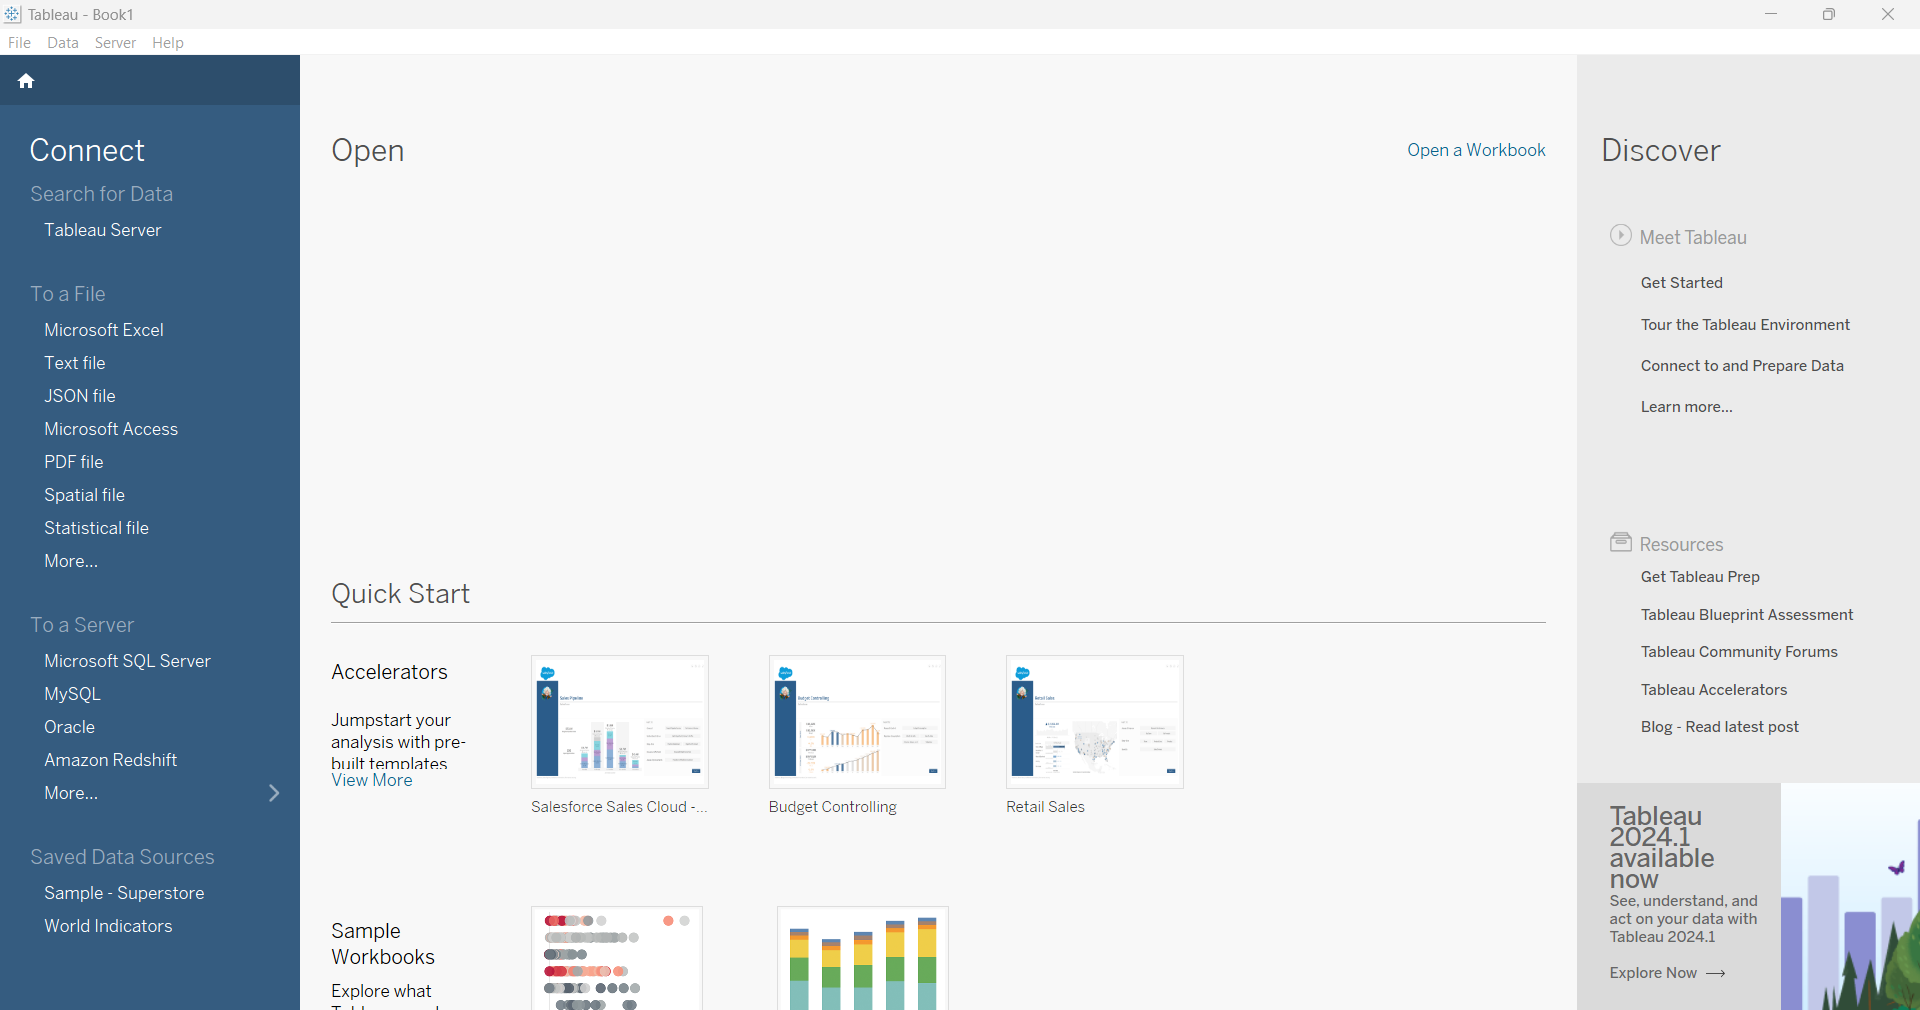 Tableau - Book1
File Data Server Help
Connect
Search for Data
Tableau Server
To a File
Microsoft Excel
Text file
JSON file
Microsoft Access
PDF file
Spatial file
Statistical file
More...
To a Server
Microsoft SQL Server
MySQL
Oracle
Amazon Redshift
More...
Saved Data Sources
Sample - Superstore
World Indicators
Open
Open a Workbook
Quick Start
Accelerators
Jumpstart your
analysis with pre-
built templates
View More
Sales Pipeline
Salesforce Sales Cloud -...
Budget Controlling
Budget Controlling
Retail Sales
Retail Sales
Sample
Workbooks
Explore what
Discover
Meet Tableau
Get Started
Tour the Tableau Environment
Connect to and Prepare Data
Learn more...
Resources
Get Tableau Prep
Tableau Blueprint Assessment
Tableau Community Forums
Tableau Accelerators
Blog - Read latest post
Tableau
2024.1
available
now
See, understand, and
act on your data with
Tableau 2024.1
Explore Now